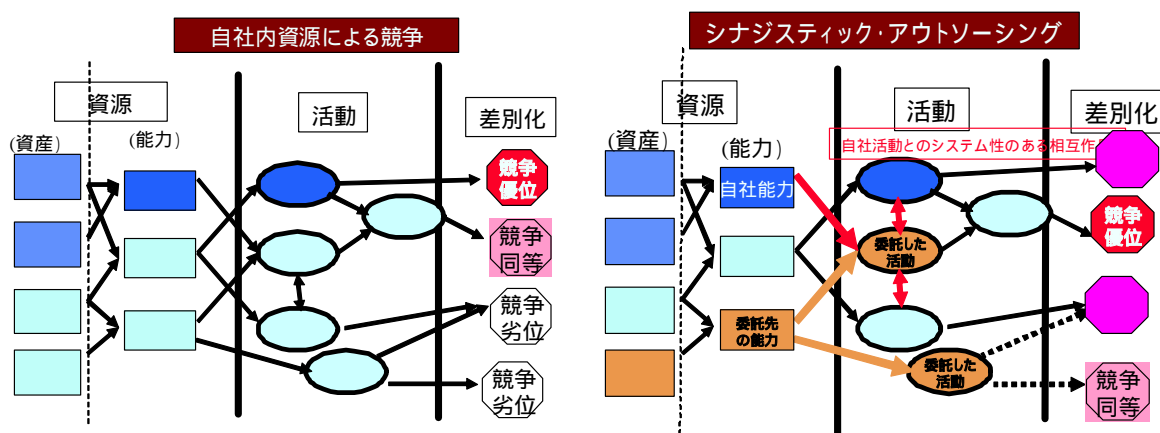 自社内資源による競争
資源
活動
差別化
(資産)
(能力)
競争
優位
競争
同等
競争
劣位
競争
劣位
シナジスティック・アウトソーシング
資源
活動
差別化
(資産)
(能力)
自社活動とのシステム性のある相互作
自社能力
委託した
活動
競争
優位
委託先
の能力
委託した
活動
競争
同等